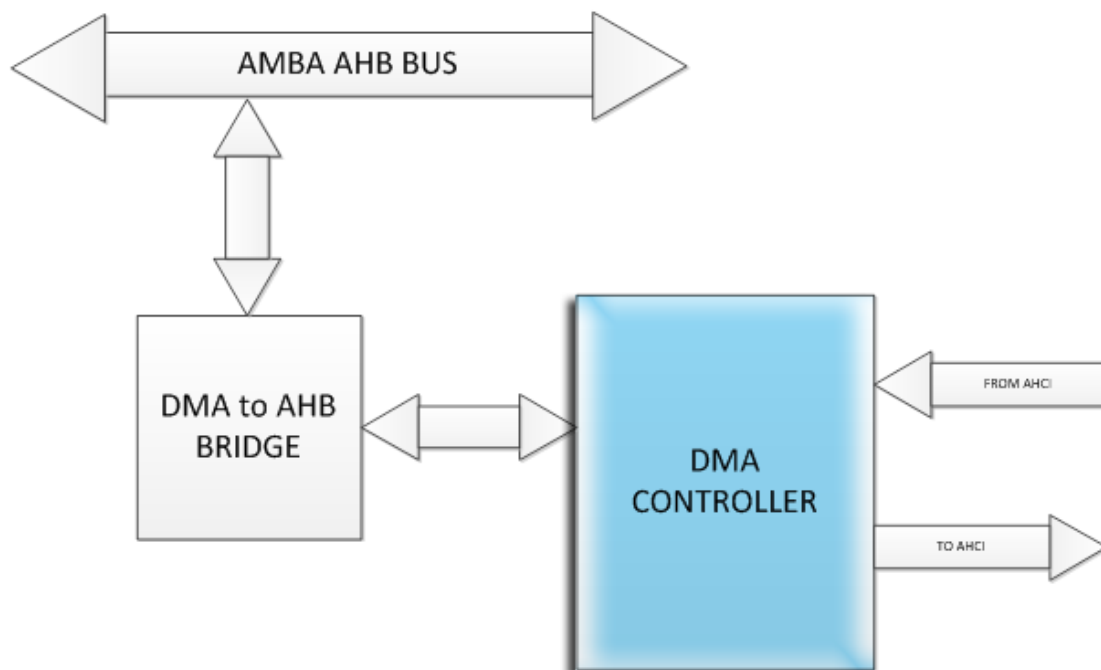 AMBA AHB BUS
DMA to AHB
BRIDGE
DMA
CONTROLLER
FROM AHCI
TO AHCI